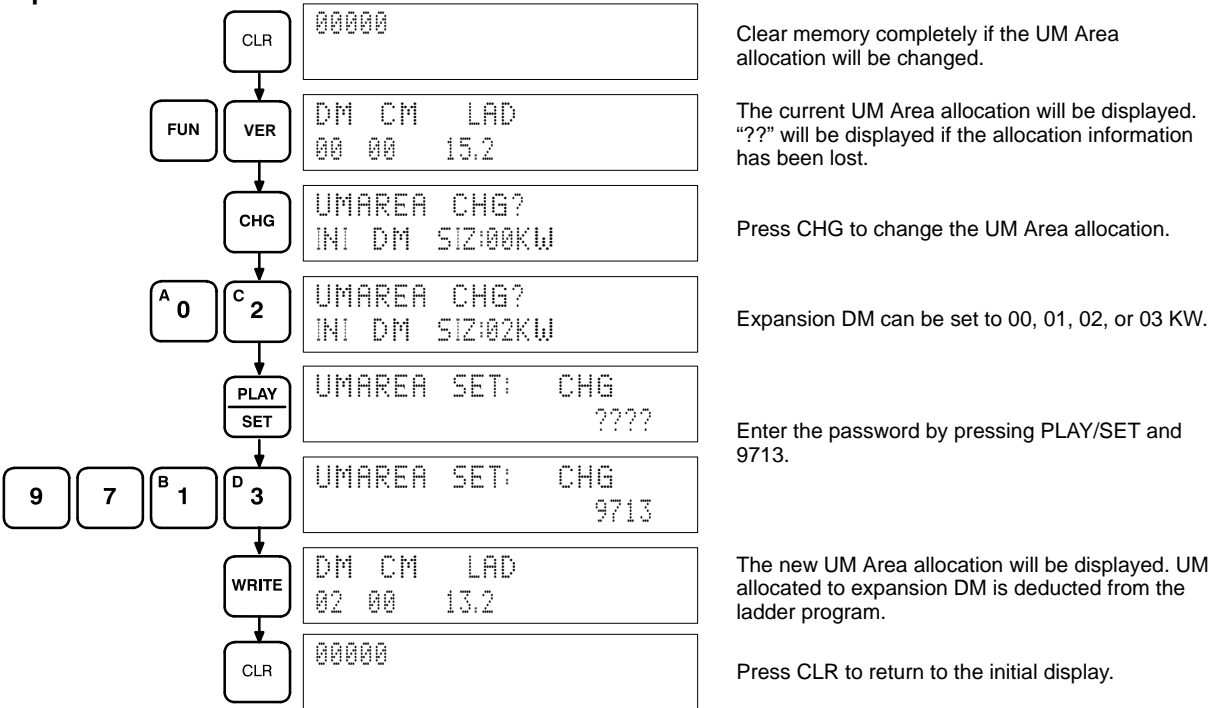 CLR
00000
Clear memory completely if the UM Area
allocation will be changed.
FUN VER
DM CM LAD
00 00 15.2
The current UM Area allocation will be displayed.
“??” will be displayed if the allocation information
has been lost.
CHG
UMAREA CHG?
INI DM SIZ:00KW
Press CHG to change the UM Area allocation.
A 0 C 2
UMAREA CHG?
INI DM SIZ:02KW
Expansion DM can be set to 00, 01, 02, or 03 KW.
PLAY
SET
UMAREA SET: CHG
????
Enter the password by pressing PLAY/SET and
9713.
9 7 B 1 D 3
UMAREA SET: CHG
9713
WRITE
DM CM LAD
02 00 13.2
The new UM Area allocation will be displayed. UM
allocated to expansion DM is deducted from the
ladder program.
CLR
00000
Press CLR to return to the initial display.